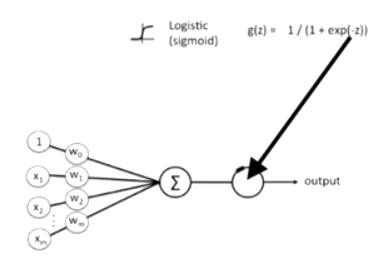 Logistic
(sigmoid)
g(z) = 1 / (1 + exp(-z))
1
w0
x1
w1
x2
w2
⋮
xm
wm
Σ
output